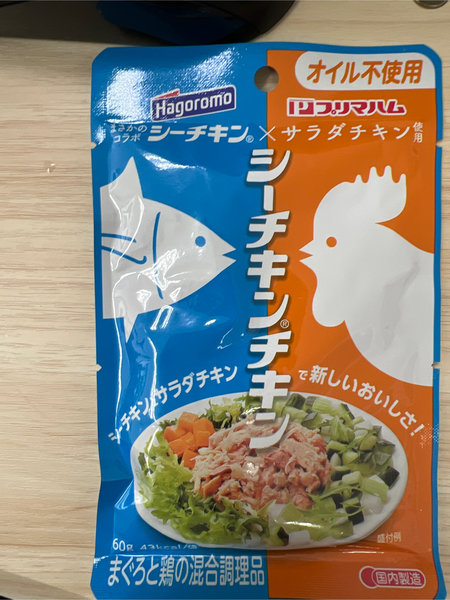 オイル不使用
Hagoromo
プリマハム
まさかの
コラボ
シーチキン®×サラダチキン使用
シーチキン®チキン
シーチキンとサラダチキン
で新しいおいしさ!
盛付例
60g
まぐろと鶏の混合調理品
国内製造